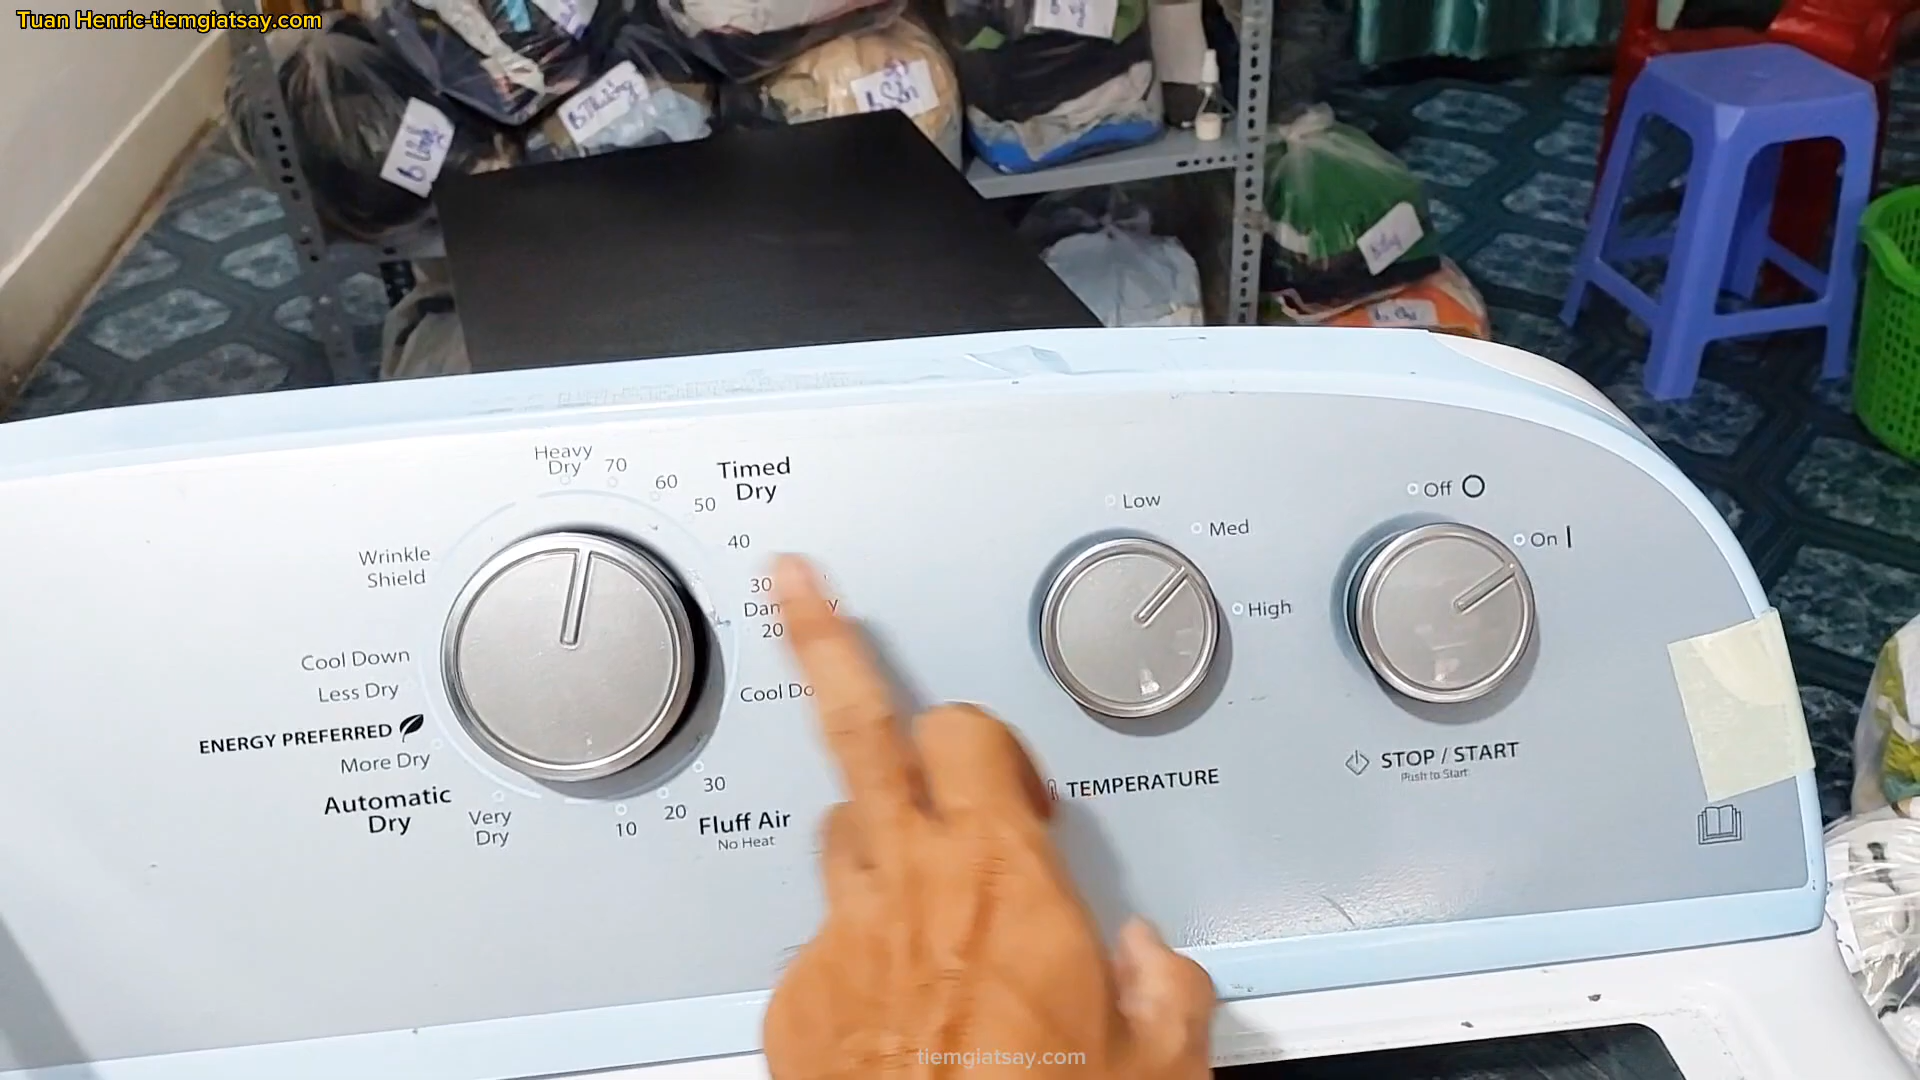 Tuan Henric-tiemgiatsay.com
B Sên
Heavy
Dry
70
60
50
40
30
20
Timed
Dry
Wrinkle
Shield
Cool Down
Less Dry
ENERGY PREFERRED
More Dry
Automatic
Dry
Very
Dry
10
20
30
Fluff Air
No Heat
Low
Med
High
TEMPERATURE
Off
On
STOP / START
Push to Start
tiemgiatsay.com